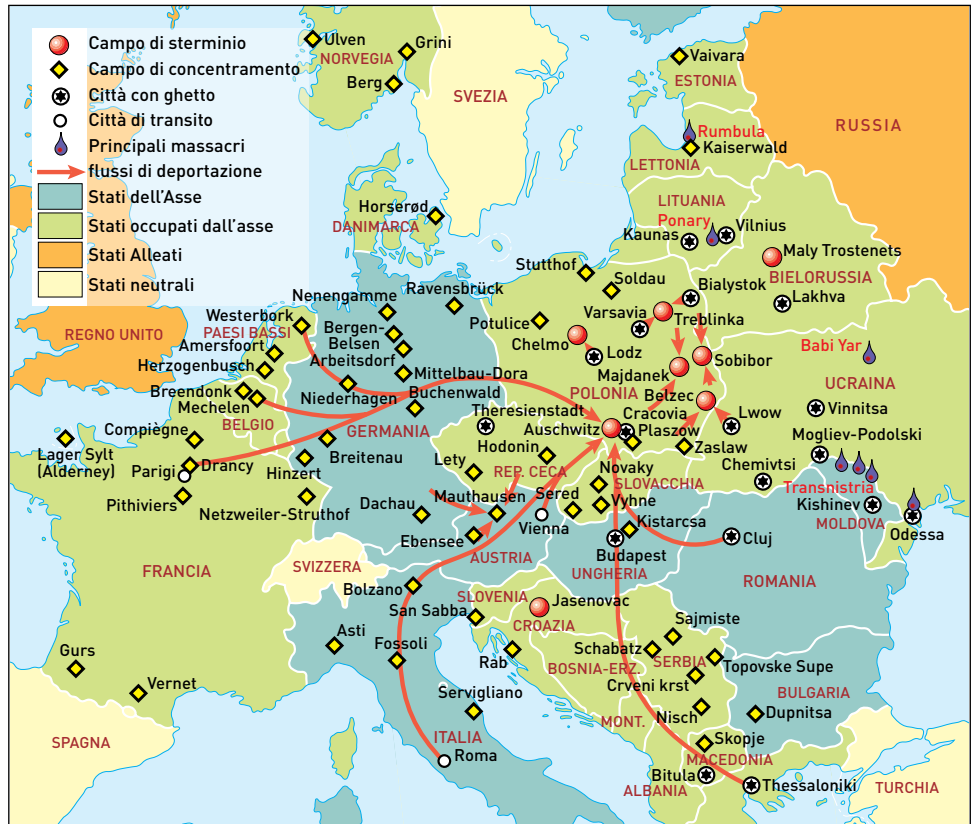 Campo di sterminio
Campo di concentramento
Città con ghetto
Città di transito
Principali massacri
flussi di deportazione
Stati dell'Asse
Stati occupati dall'asse
Stati Alleati
Stati neutrali
Ulven
Grini
NORVEGIA
Berg
SVEZIA
Vaivara
ESTONIA
RUSSIA
Rumbula
Kaiserwald
LETTONIA
LITUANIA
Ponary
Kaunas
Vilnius
Maly Trostenets
BIELORUSSIA
Lakhva
Horserød
DANIMARCA
Stutthof
Soldau
Ravensbrück
Nenengamme
Bialystok
Varsavia
Treblinka
Potulice
Chelmo
Lodz
Sobibor
Majdanek
POLONIA
Belzec
Babi Yar
UCRAINA
Westerbork
PAESI BASSI
REGNO UNITO
Amersfoort
Herzogenbusch
Bergen-
Belsen
Arbeitsdorf
Mittelbau-Dora
Breendonk
Mechelen
Niederhagen
Buchenwald
BELGIO
GERMANIA
Theresienstadt
Cracovia
Auschwitz
Plaszow
Lwow
Vinnitsa
Compiègne
Lager Sylt
(Alderney)
Parigi
Drancy
Hinzert
Breitenau
Hodonin
Zaslaw
Mogliev-Podolski
Chemivtsi
Lety
REP. CECA
Novaky
SLOVACCHIA
Transnistria
Pithiviers
Netzweiler-Struthof
Dachau
Mauthausen
Sered
Vyhne
Kishinev
MOLDOVA
Ebensee
Vienna
Kistarcsa
Odessa
AUSTRIA
Budapest
UNGHERIA
Cluj
FRANCIA
SVIZZERA
ROMANIA
Bolzano
SLOVENIA
San Sabba
Jasenovac
CROAZIA
Asti
Fossoli
Sajmiste
Gurs
Rab
Schabatz
BOSNIA-ERZ.
SERBIA
Topovske Supe
Vernet
Crveni krst
Servigliano
BULGARIA
SPAGNA
ITALIA
MONT.
Nisch
Dupnitsa
Roma
Skopje
MACEDONIA
Bitula
ALBANIA
Thessaloniki
TURCHIA